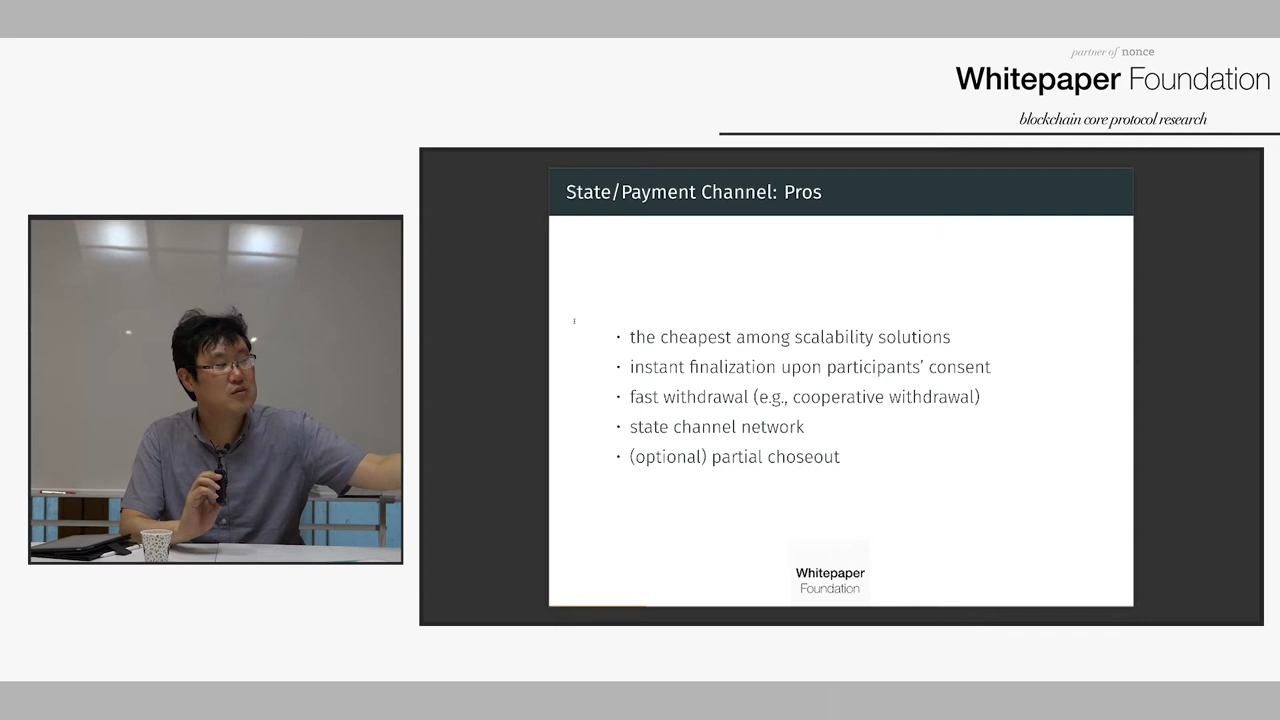 partner of nonce
Whitepaper Foundation
blockchain core protocol research
State/Payment Channel: Pros
· the cheapest among scalability solutions
· instant finalization upon participants’ consent
· fast withdrawal (e.g., cooperative withdrawal)
· state channel network
· (optional) partial choseout
Whitepaper
Foundation